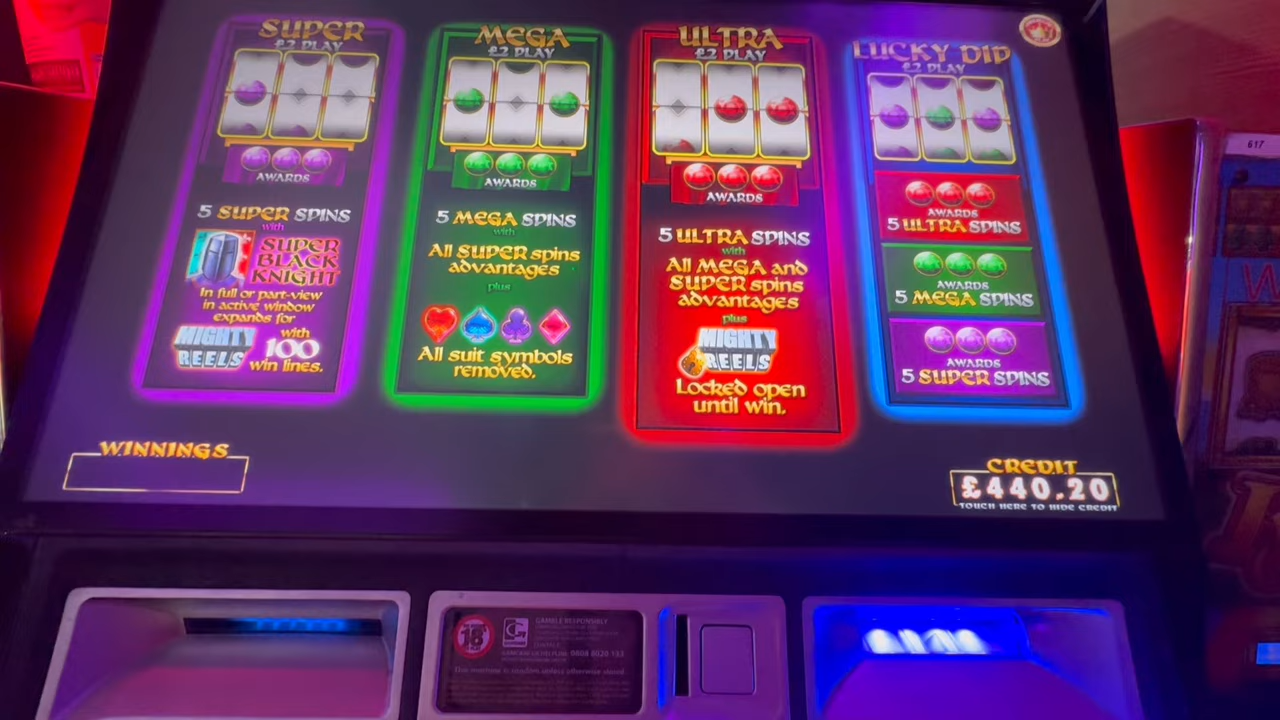 SUPER
£2 PLAY
AWARDS
5 SUPER SPINS
with
SUPER
BLACK
KNIGHT
In full or part-view
in active window
expands for
MIGHTY
REELS
with
100
win lines.
MEGA
£2 PLAY
AWARDS
5 MEGA SPINS
with
All SUPER spins
advantages
plus
All suit symbols
removed.
ULTRA
£2 PLAY
AWARDS
5 ULTRA SPINS
with
All MEGA and
SUPER spins
advantages
plus
MIGHTY
REELS
Locked open
until win.
LUCKY DIP
£2 PLAY
AWARDS
5 ULTRA SPINS
AWARDS
5 MEGA SPINS
AWARDS
5 SUPER SPINS
WINNINGS
CREDIT
£440.20
TOUCH HERE TO HIDE CREDIT
18
GAMBLE RESPONSIBLY
617